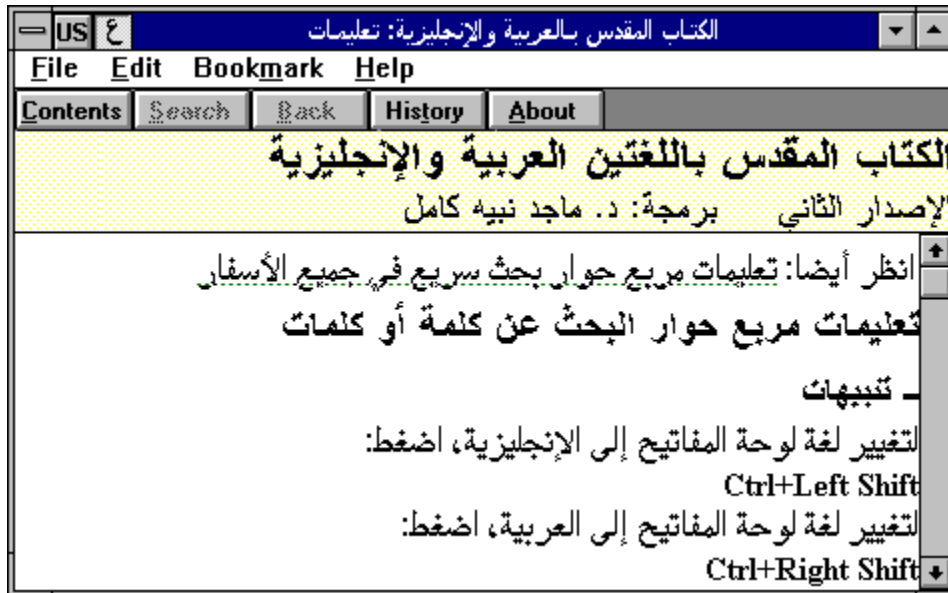 US ع الكتاب المقدس بالعربية والإنجليزية: تعليمات
File Edit Bookmark Help
Contents Search Back History About
الكتاب المقدس باللغتين العربية والإنجليزية
الإصدار الثاني برمجة: د. ماجد نبيه كامل
انظر أيضا: تعليمات مربع حوار بحث سريع في جميع الأسفار
تعليمات مربع حوار البحث عن كلمة أو كلمات
ـ تنبيهات
لتغيير لغة لوحة المفاتيح إلى الإنجليزية، اضغط:
Ctrl+Left Shift
لتغيير لغة لوحة المفاتيح إلى العربية، اضغط:
Ctrl+Right Shift